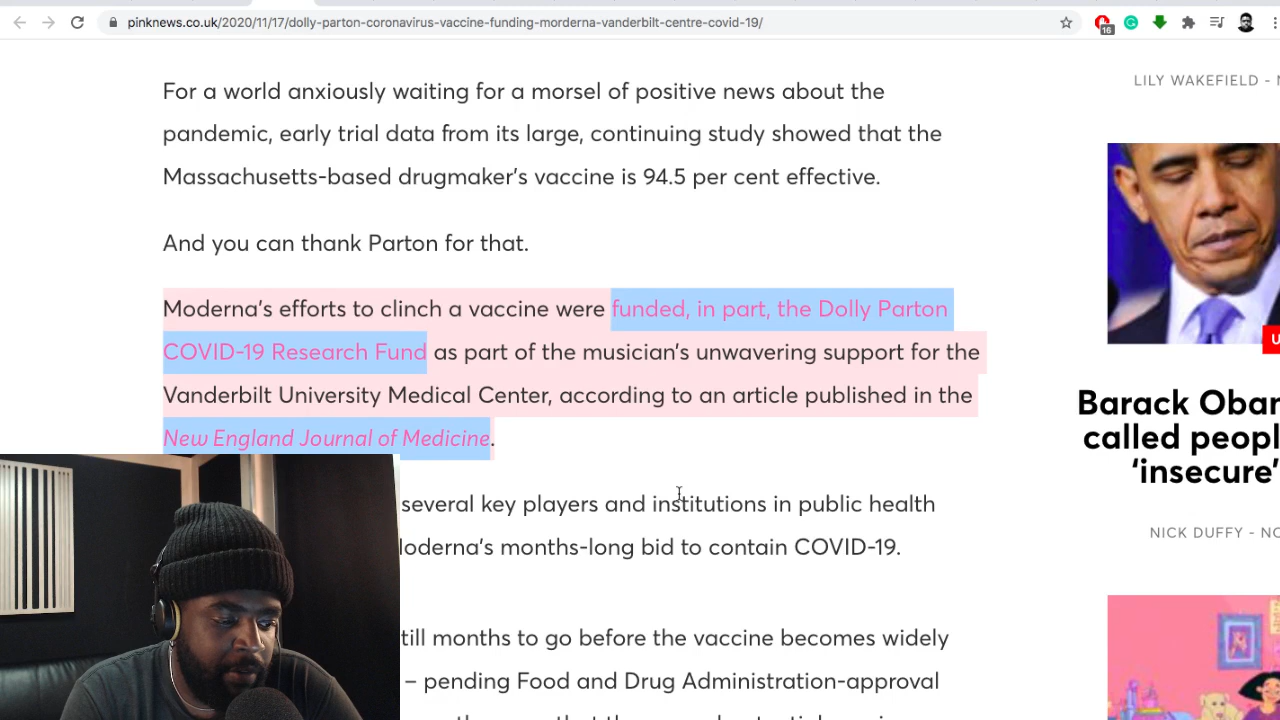 pinknews.co.uk/2020/11/17/dolly-parton-coronavirus-vaccine-funding-morderna-vanderbilt-centre-covid-19/
16
For a world anxiously waiting for a morsel of positive news about the
pandemic, early trial data from its large, continuing study showed that the
Massachusetts-based drugmaker's vaccine is 94.5 per cent effective.
And you can thank Parton for that.
Moderna's efforts to clinch a vaccine were funded, in part, the Dolly Parton
COVID-19 Research Fund as part of the musician's unwavering support for the
Vanderbilt University Medical Center, according to an article published in the
New England Journal of Medicine.
several key players and institutions in public health
oderna's months-long bid to contain COVID-19.
till months to go before the vaccine becomes widely
– pending Food and Drug Administration-approval
LILY WAKEFIELD - N
U
Barack Obam
called peopl
'insecure'
NICK DUFFY - NO